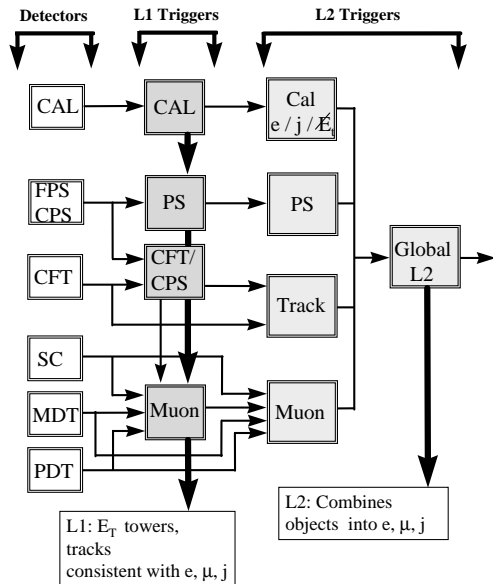 Detectors
L1 Triggers
L2 Triggers
CAL
CAL
Cal
e / j / E̸t
FPS
CPS
PS
PS
CFT/
CPS
Global
L2
CFT
Track
SC
MDT
Muon
Muon
PDT
L1: ET towers,
tracks
consistent with e, μ, j
L2: Combines
objects into e, μ, j